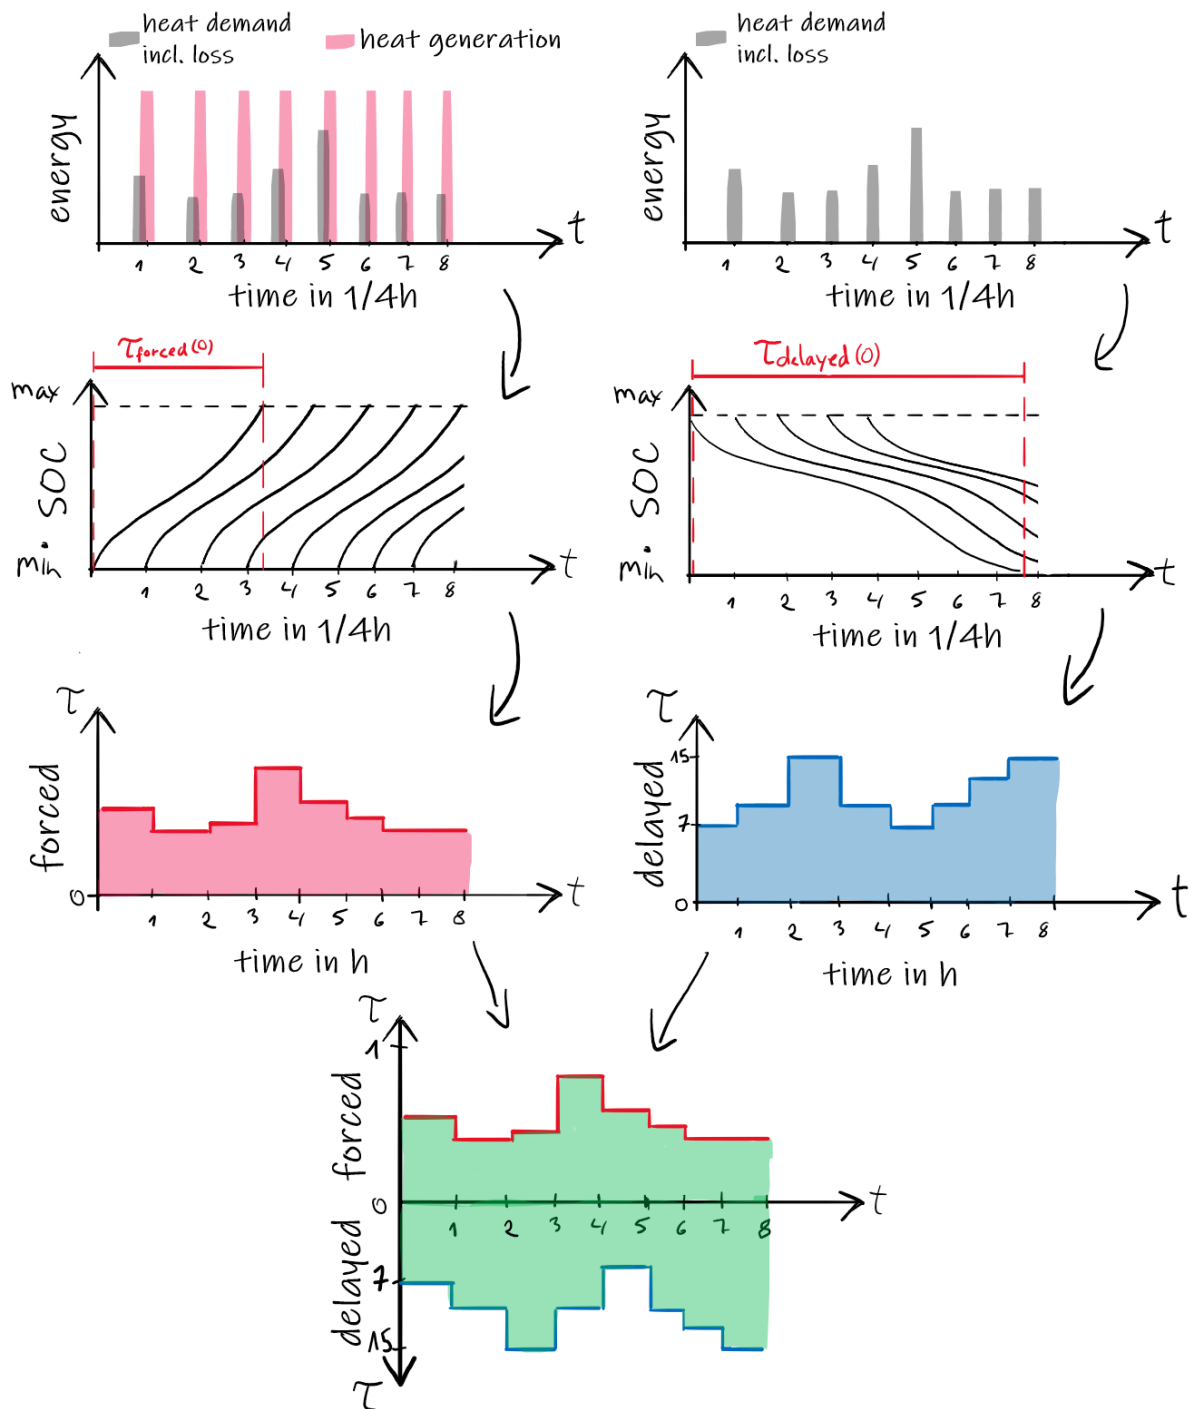 heat demand
incl. loss
heat generation
energy
t
1 2 3 4 5 6 7 8
time in 1/4h
heat demand
incl. loss
energy
t
1 2 3 4 5 6 7 8
time in 1/4h
τforced(0)
max
SOC
min
t
1 2 3 4 5 6 7 8
time in 1/4h
τdelayed(0)
max
SOC
min
t
1 2 3 4 5 6 7 8
time in 1/4h
τ
forced
0
t
1 2 3 4 5 6 7 8
time in h
τ
15
delayed
7
0
t
1 2 3 4 5 6 7 8
time in h
τ
1
forced
0
t
1 2 3 4 5 6 7 8
delayed
7
15
τ